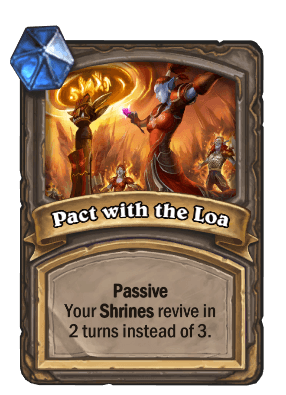 Pact with the Loa
Passive
Your Shrines revive in
2 turns instead of 3.